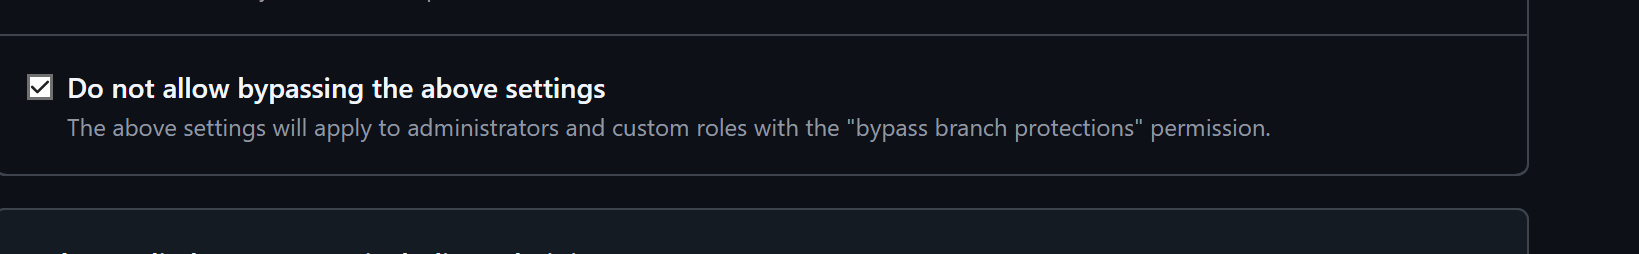 Do not allow bypassing the above settings
The above settings will apply to administrators and custom roles with the "bypass branch protections" permission.